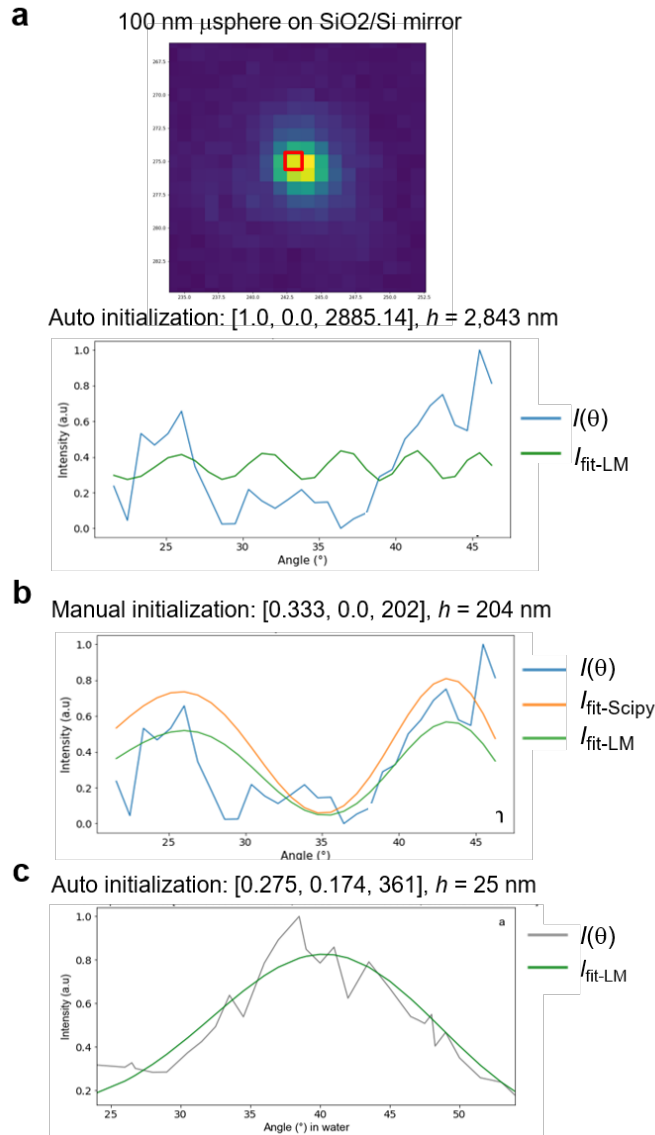 a
100 nm μsphere on SiO2/Si mirror
267.5
270.0
272.5
275.0
277.5
280.0
282.5
235.0 237.5 240.0 242.5 245.0 247.5 250.0 252.5
Auto initialization: [1.0, 0.0, 2885.14], h = 2,843 nm
1.0
0.8
0.6
0.4
0.2
0.0
Intensity (a.u)
25 30 35 40 45
Angle (°)
I(θ)
Ifit-LM
b
Manual initialization: [0.333, 0.0, 202], h = 204 nm
1.0
0.8
0.6
0.4
0.2
0.0
Intensity (a.u)
25 30 35 40 45
Angle (°)
I(θ)
Ifit-Scipy
Ifit-LM
c
Auto initialization: [0.275, 0.174, 361], h = 25 nm
a
1.0
0.8
0.6
0.4
0.2
Intensity (a.u)
25 30 35 40 45 50
Angle (°) in water
I(θ)
Ifit-LM